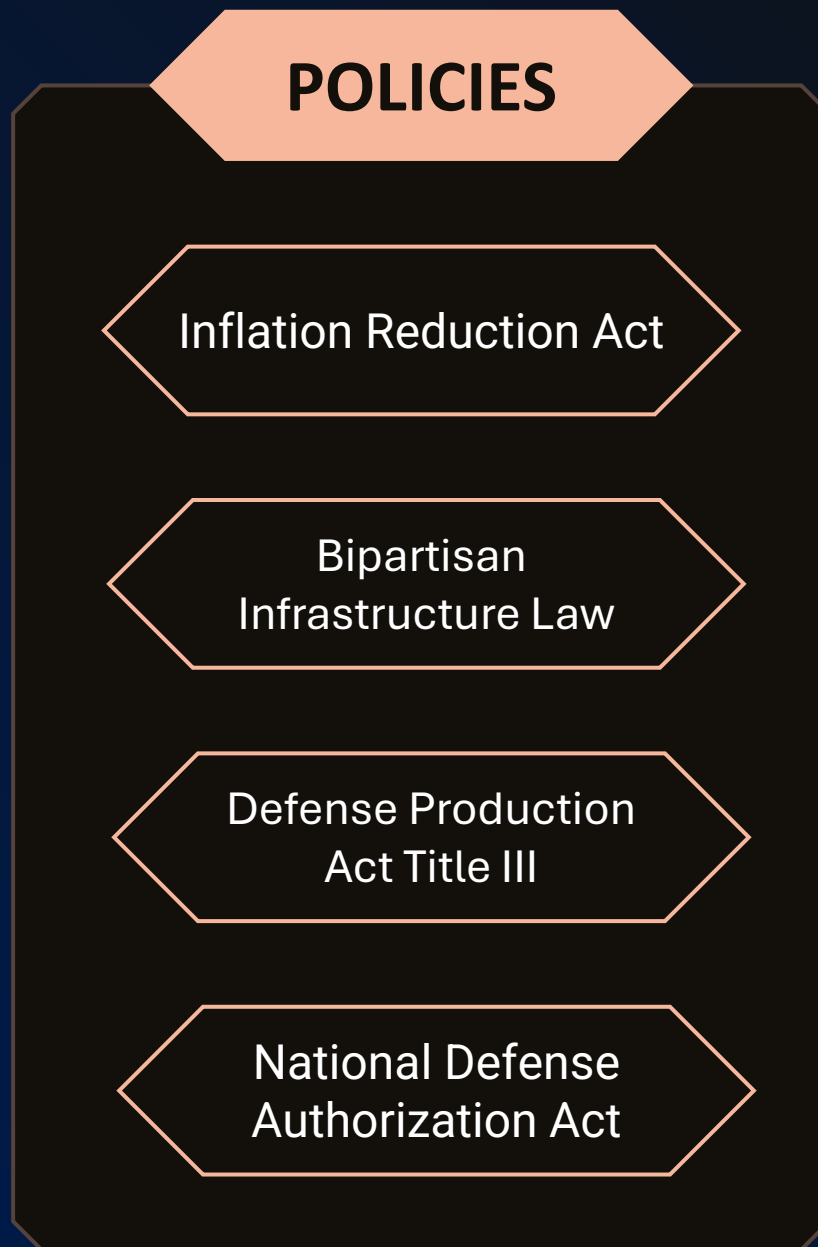 POLICIES
Inflation Reduction Act
Bipartisan
Infrastructure Law
Defense Production
Act Title III
National Defense
Authorization Act